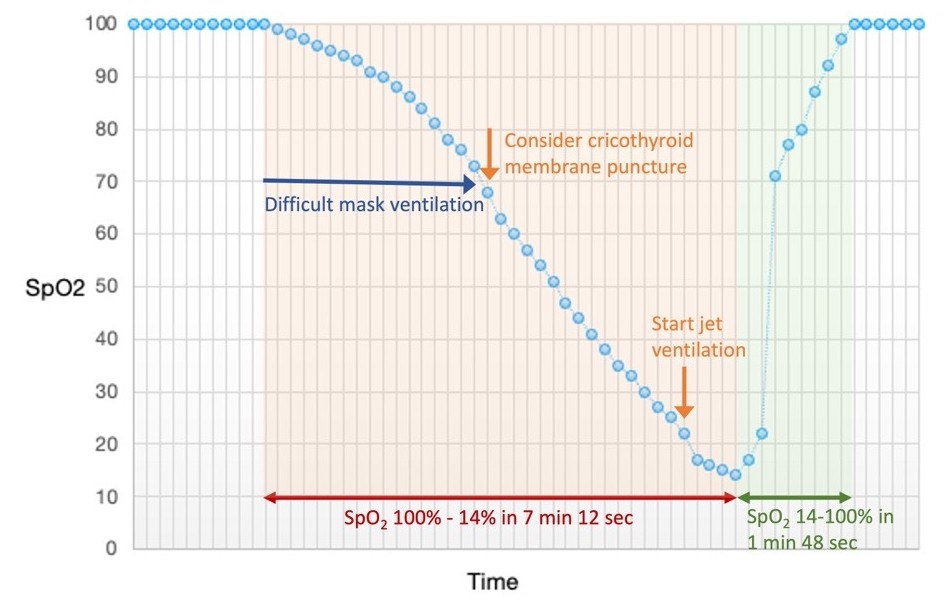 100
90
80
70
60
50
40
30
20
10
0
SpO2
Time
Consider cricothyroid
membrane puncture
Difficult mask ventilation
Start jet
ventilation
SpO₂ 100% - 14% in 7 min 12 sec
SpO₂ 14-100% in
1 min 48 sec